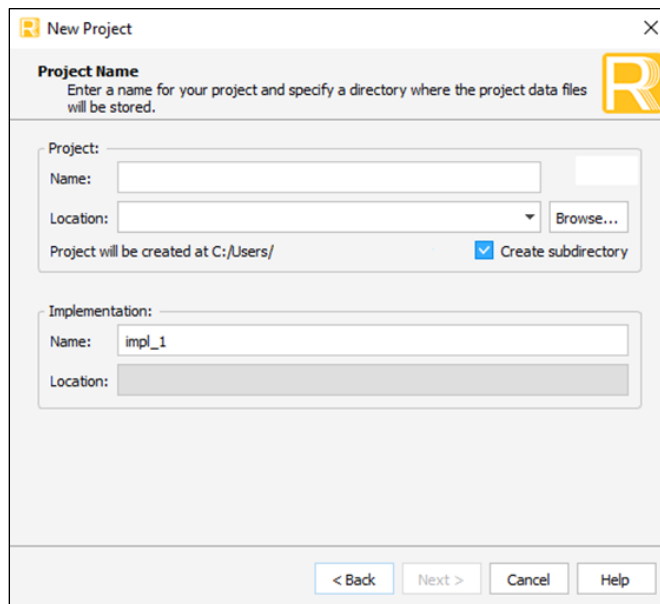 New Project
Project Name
Enter a name for your project and specify a directory where the project data files
will be stored.
Project:
Name:
Location:
Browse...
Project will be created at C:/Users/
Create subdirectory
Implementation:
Name: impl_1
Location:
< Back Next > Cancel Help